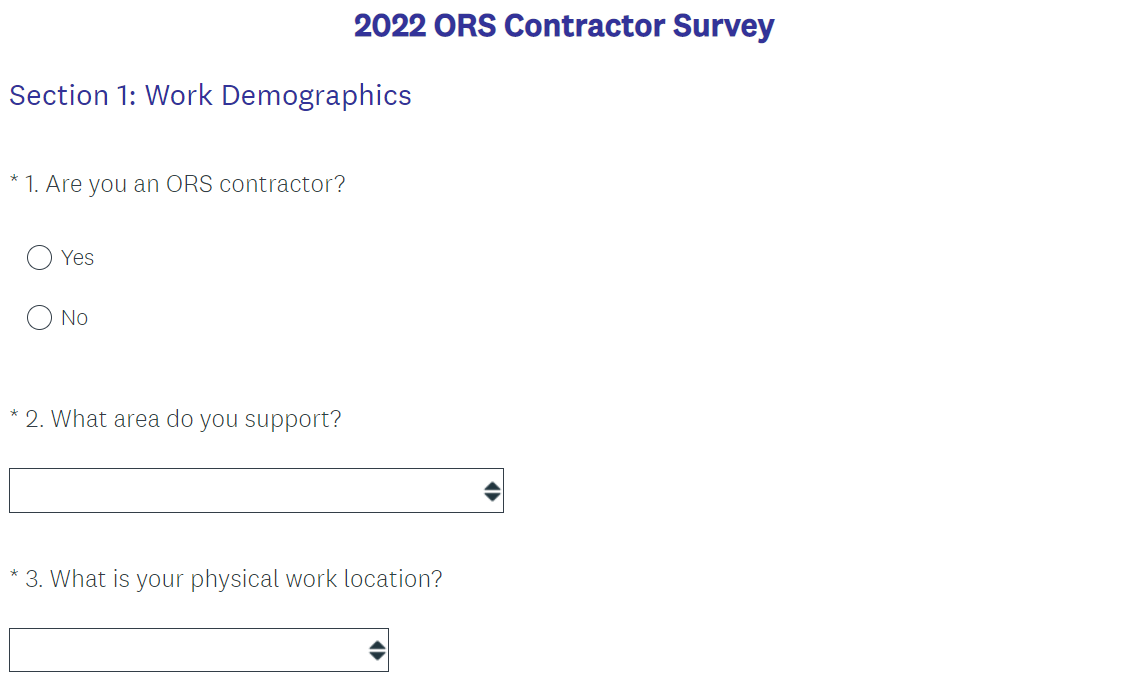 2022 ORS Contractor Survey
Section 1: Work Demographics
* 1. Are you an ORS contractor?
Yes
No
* 2. What area do you support?
* 3. What is your physical work location?